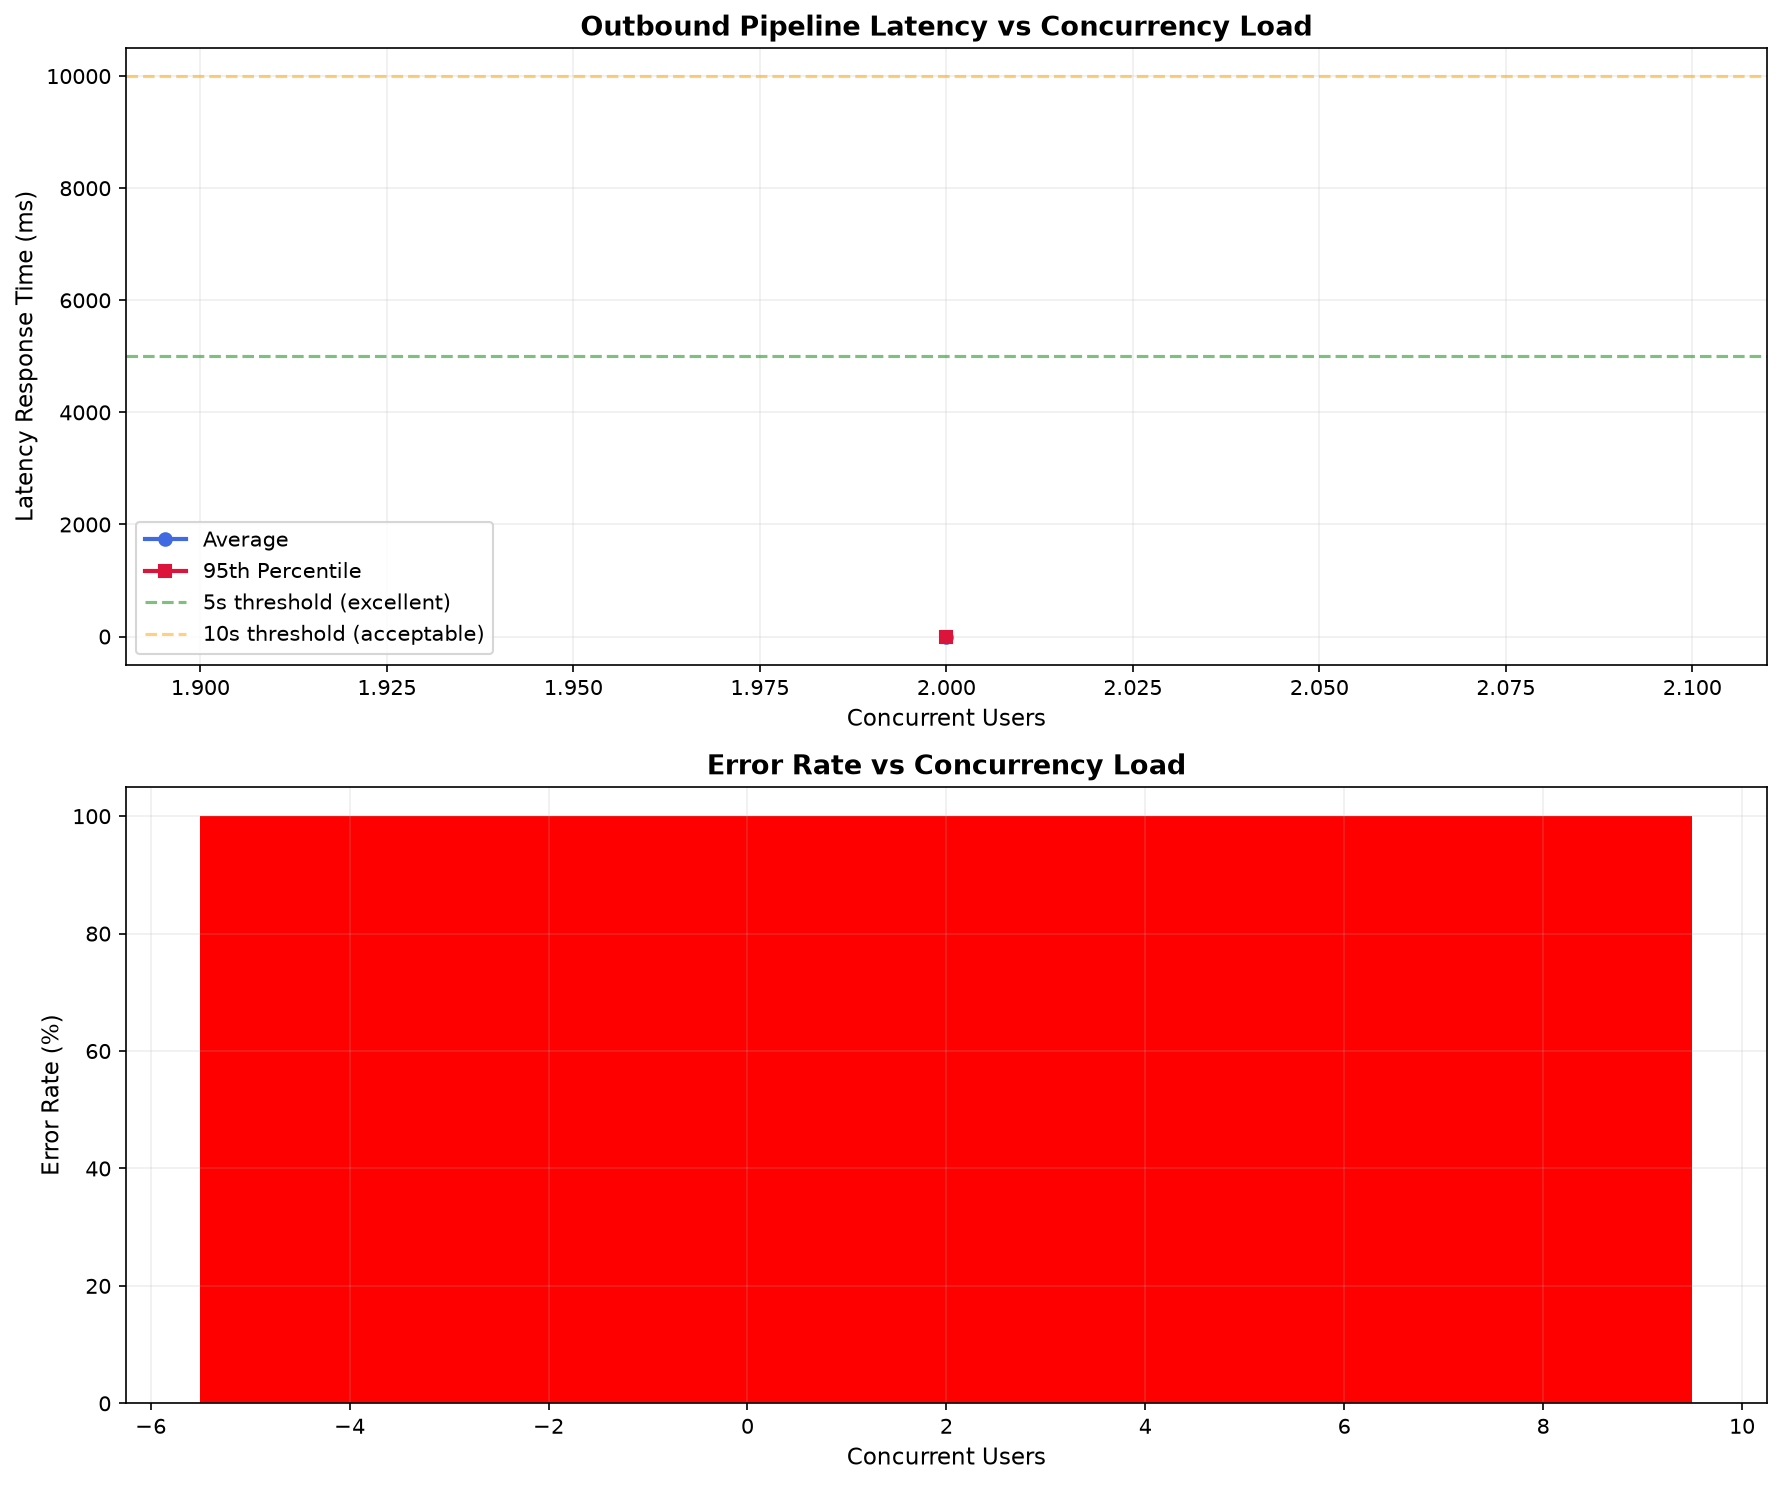 Outbound Pipeline Latency vs Concurrency Load
Latency Response Time (ms)
10000
8000
6000
4000
2000
0
Average
95th Percentile
5s threshold (excellent)
10s threshold (acceptable)
1.900 1.925 1.950 1.975 2.000 2.025 2.050 2.075 2.100
Concurrent Users
Error Rate vs Concurrency Load
Error Rate (%)
100
80
60
40
20
0
−6 −4 −2 0 2 4 6 8 10
Concurrent Users